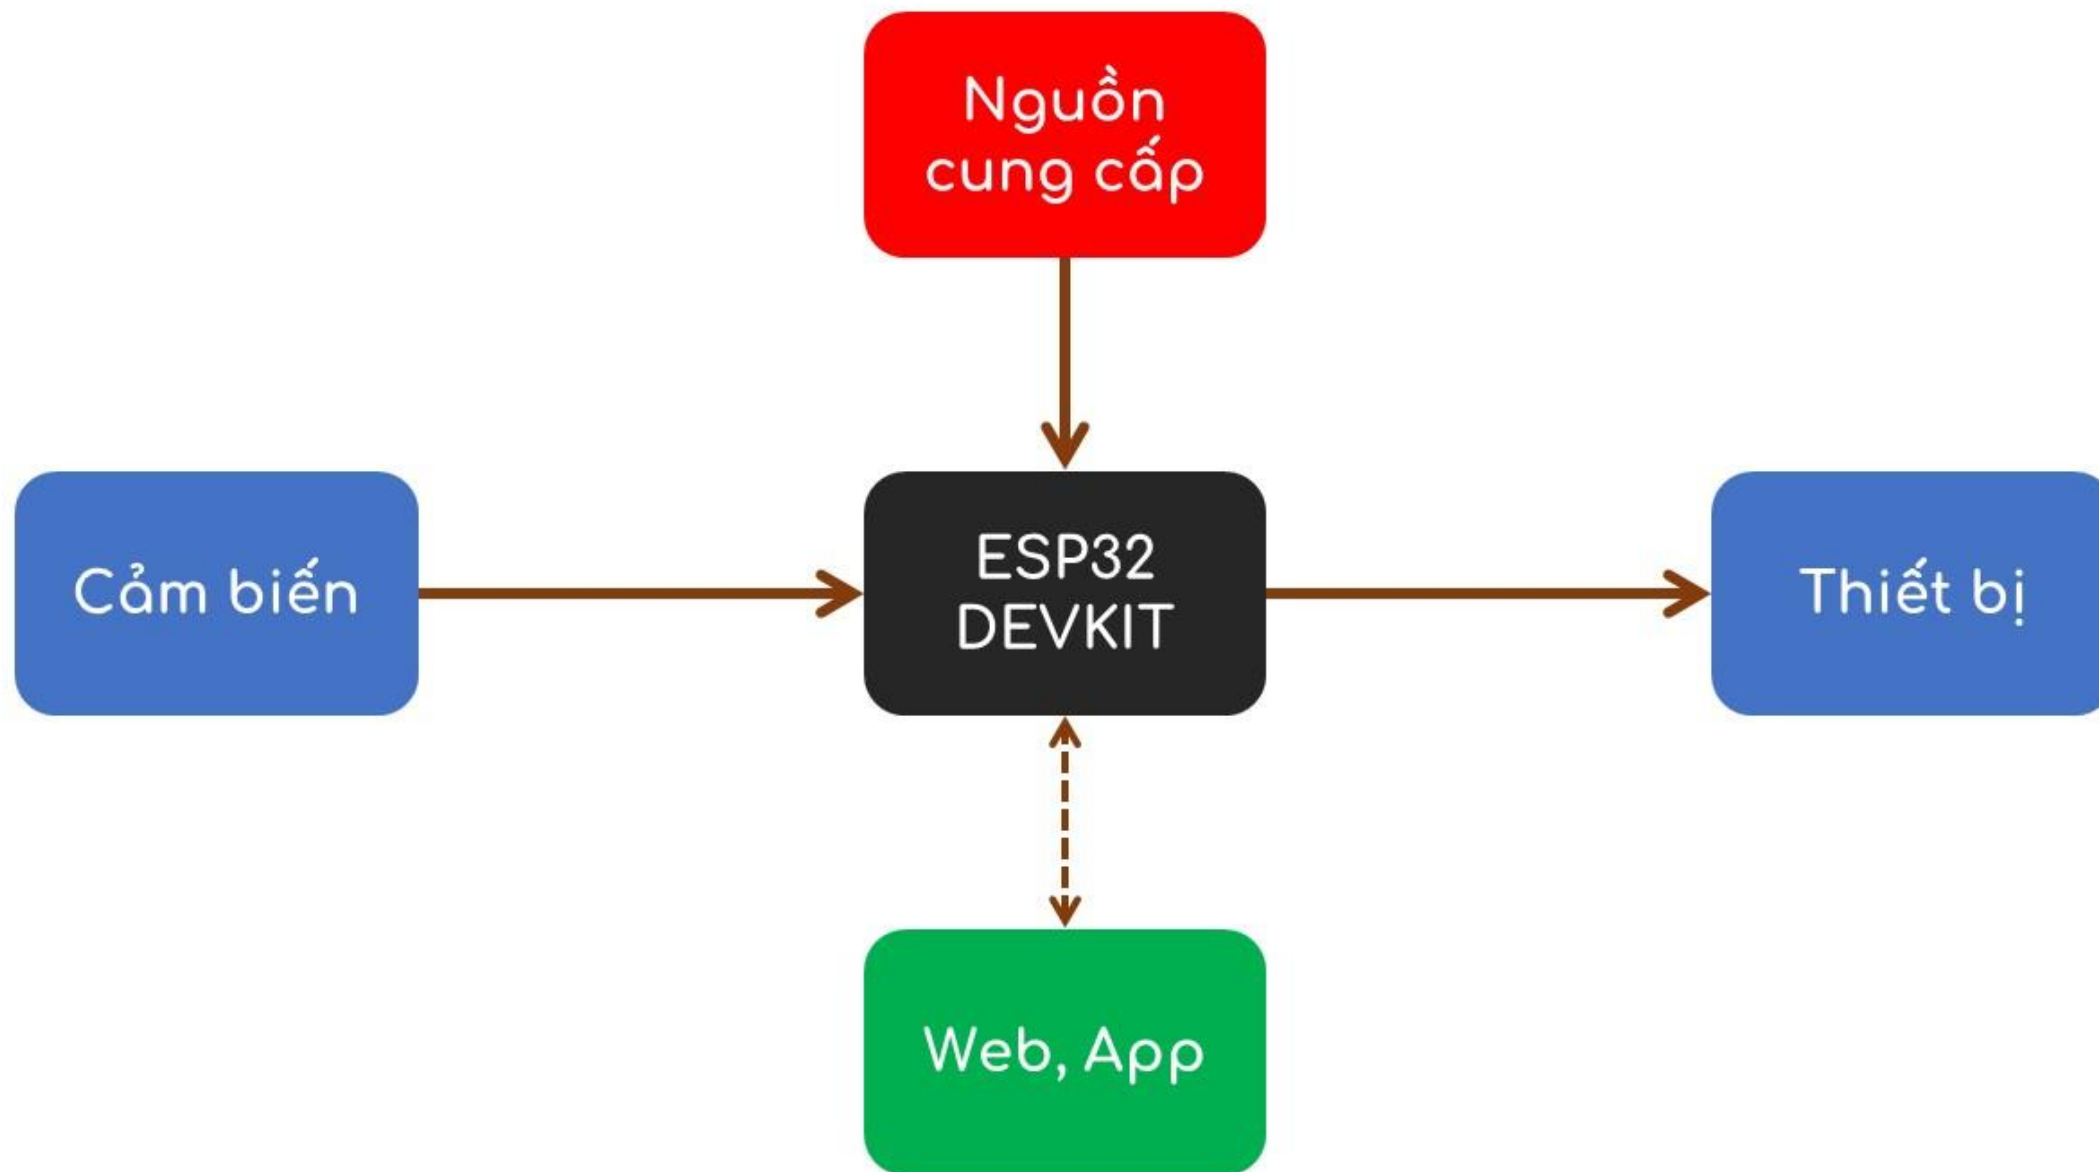 Nguồn
cung cấp
Cảm biến
ESP32
DEVKIT
Thiết bị
Web, App